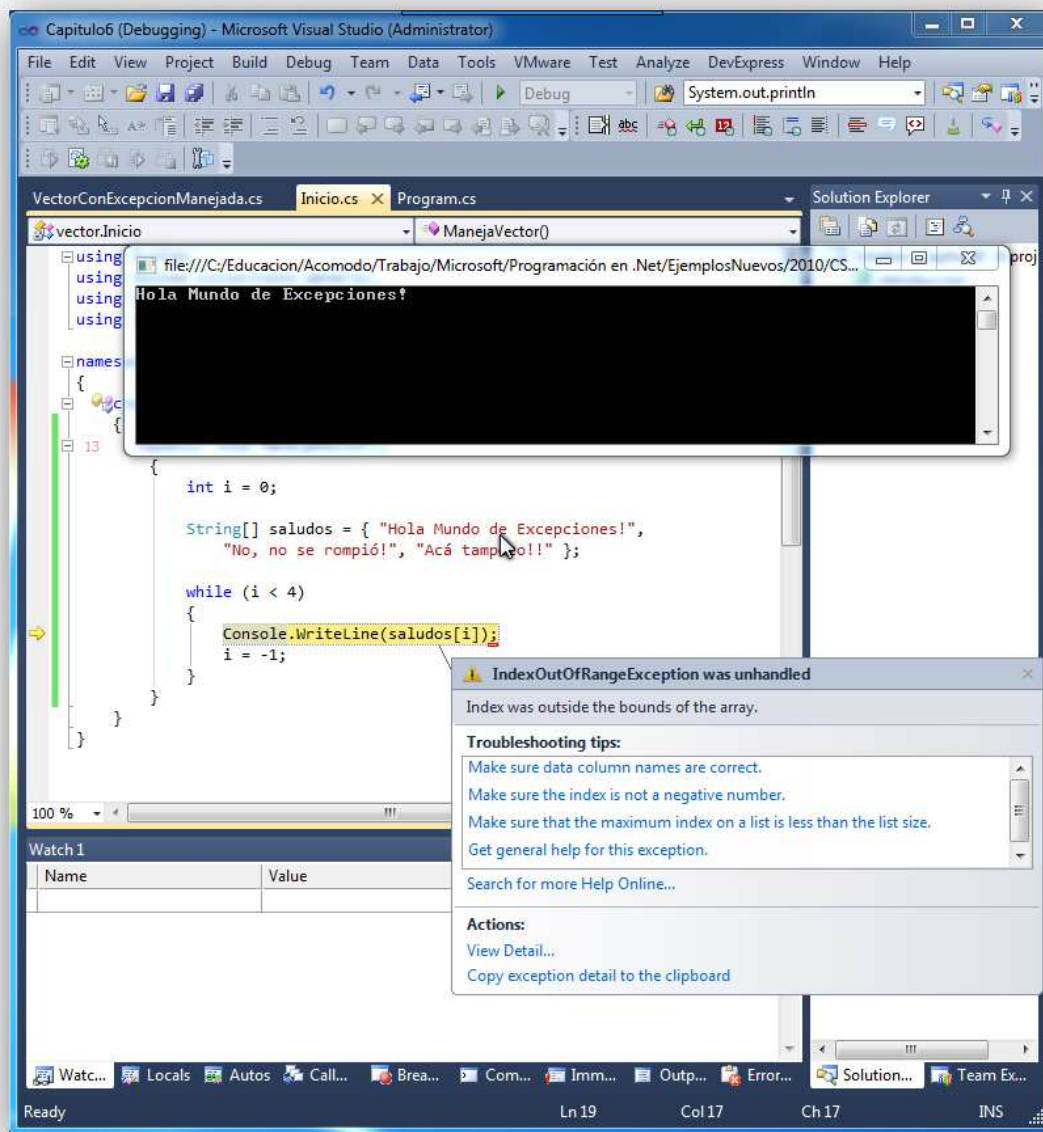 Capitulo6 (Debugging) - Microsoft Visual Studio (Administrator)
File Edit View Project Build Debug Team Data Tools VMware Test Analyze DevExpress Window Help
Debug System.out.println
abc 12
VectorConExcepcionManejada.cs Inicio.cs Program.cs Solution Explorer
vector.Inicio ManejaVector()
using
using
using
using
file:///C:/Educacion/Acomodo/Trabajo/Microsoft/Programación en .Net/EjemplosNuevos/2010/CS... proj
Hola Mundo de Excepciones!
names
{
c
{
13
{
int i = 0;
String[] saludos = { "Hola Mundo de Excepciones!",
"No, no se rompió!", "Acá tampoco!!" };
while (i < 4)
{
Console.WriteLine(saludos[i]);
i = -1;
}
}
}
}
IndexOutOfRangeException was unhandled
Index was outside the bounds of the array.
Troubleshooting tips:
Make sure data column names are correct.
Make sure the index is not a negative number.
Make sure that the maximum index on a list is less than the list size.
Get general help for this exception.
Search for more Help Online...
Actions:
View Detail...
Copy exception detail to the clipboard
100 %
Watch 1
Name Value
Watc... Locals Autos Call... Brea... Com... Imm... Outp... Error... Solution... Team Ex...
Ready Ln 19 Col 17 Ch 17 INS